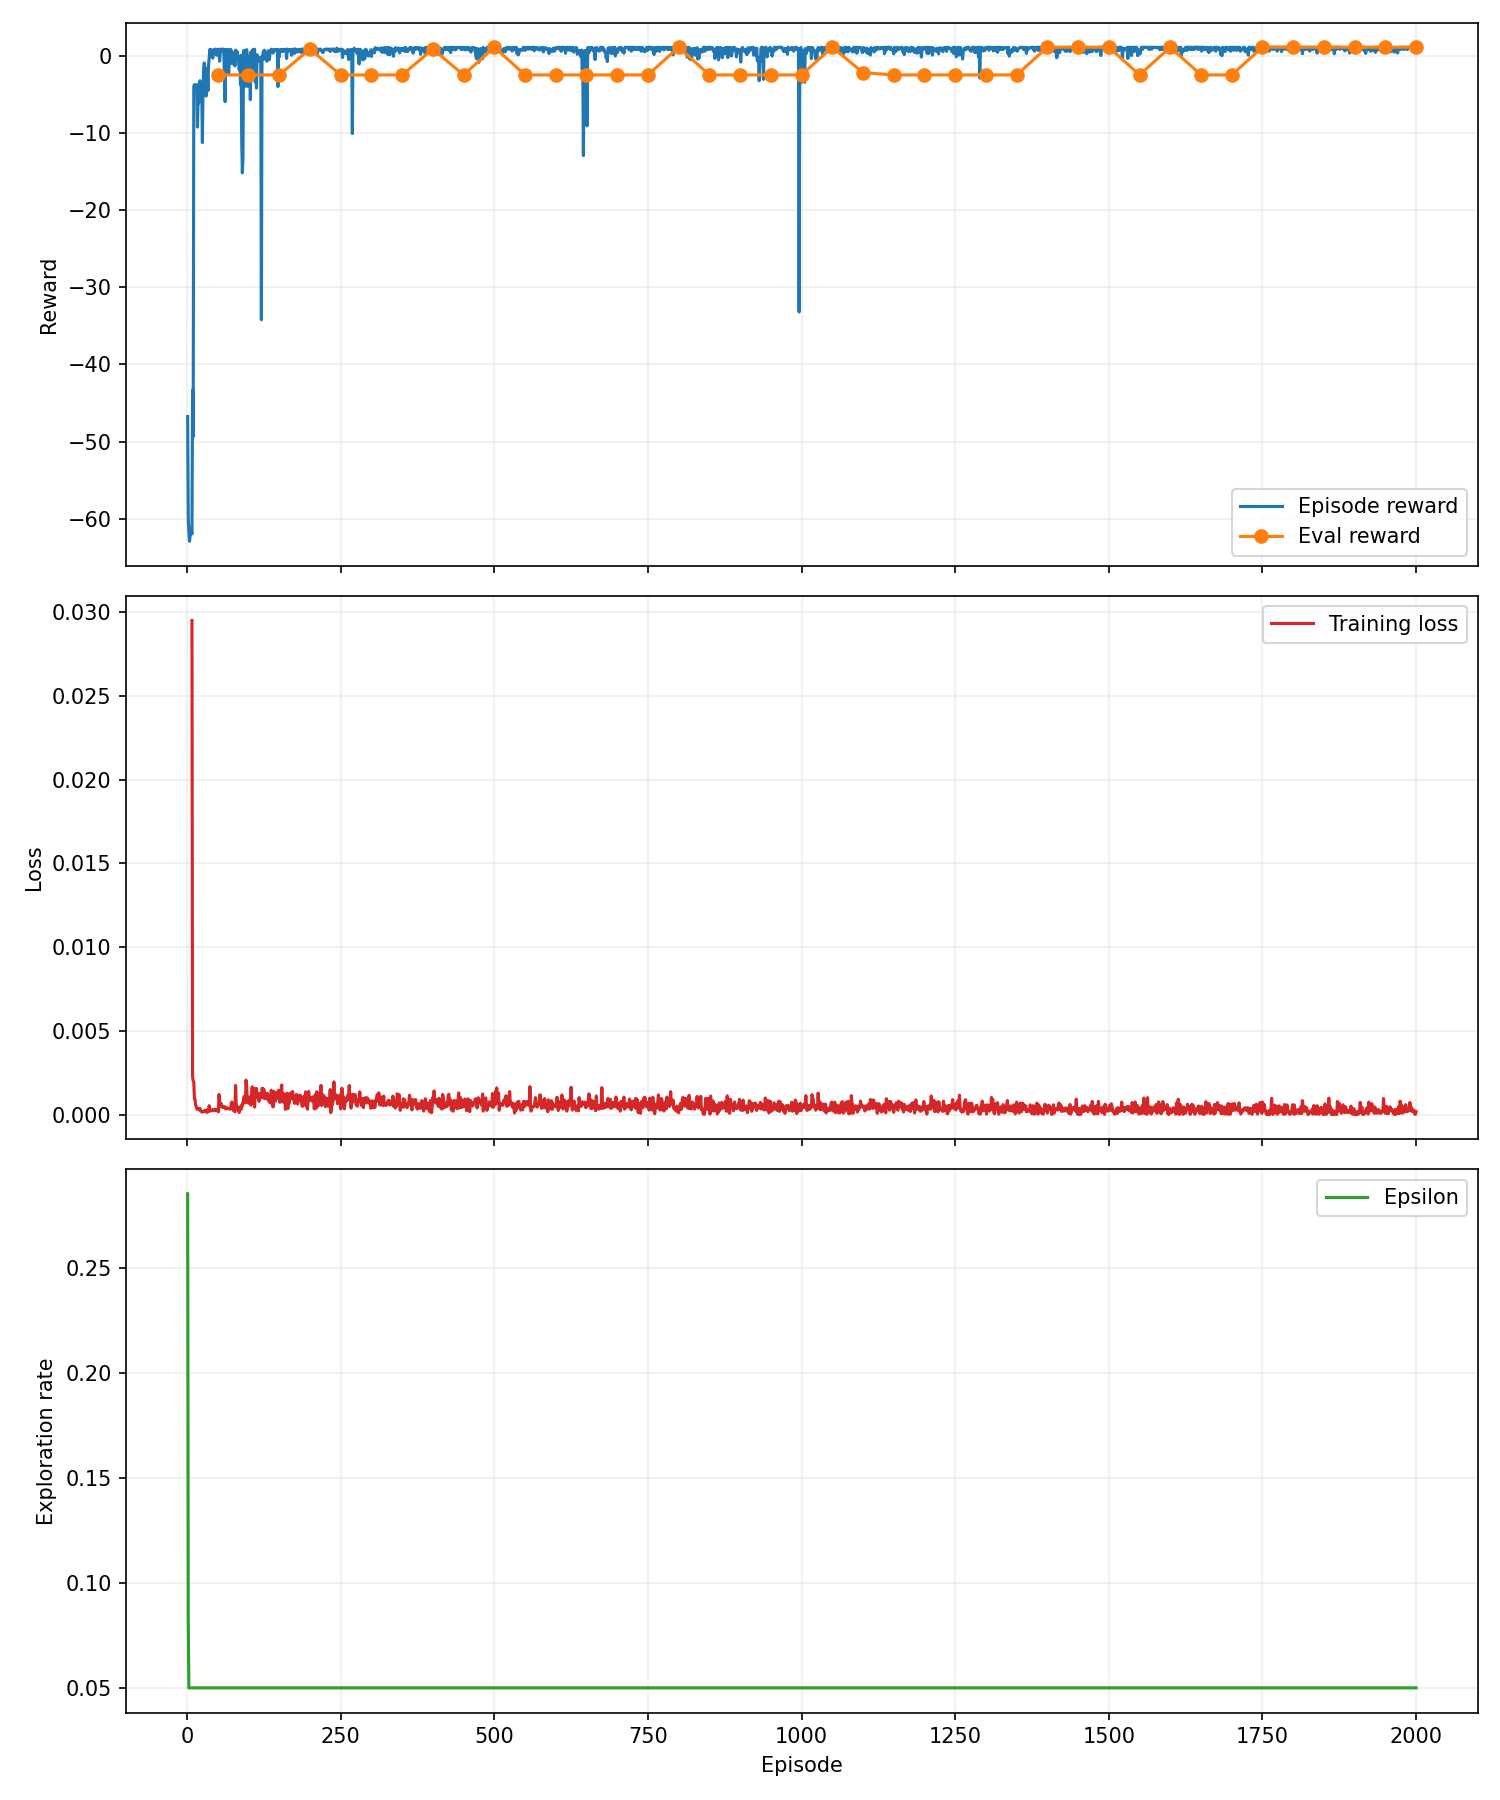 0
−10
−20
−30
−40
−50
−60
Reward
Episode reward
Eval reward
0.030
0.025
0.020
0.015
0.010
0.005
0.000
Loss
Training loss
0.25
0.20
0.15
0.10
0.05
Exploration rate
Epsilon
0 250 500 750 1000 1250 1500 1750 2000
Episode